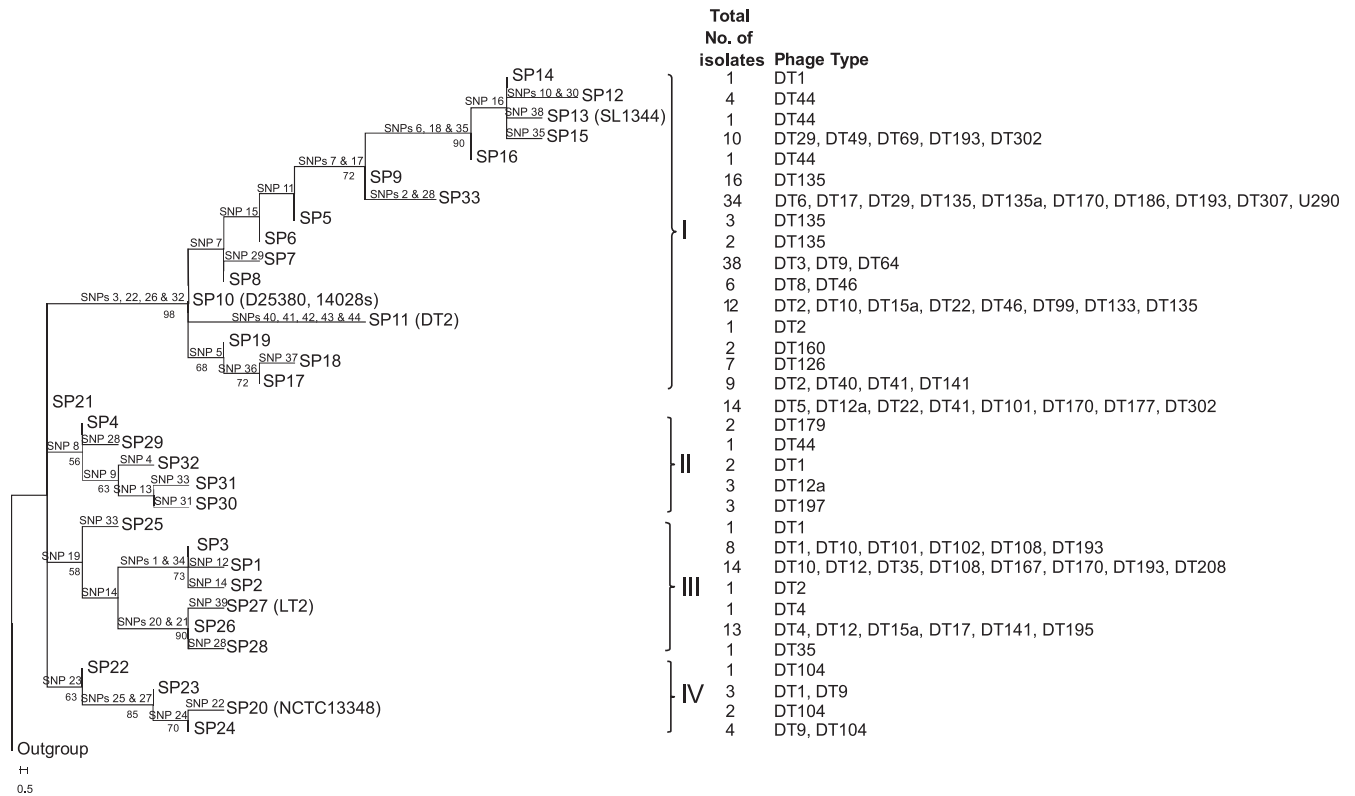 Total
No. of
isolates Phage Type
SP14 1 DT1
SNPs 10 & 30 SP12 4 DT44
SNP 16 SNP 38 SP13 (SL1344) 1 DT44
SNPs 6, 18 & 35 SNP 35 SP15 10 DT29, DT49, DT69, DT193, DT302
90 SP16 1 DT44
SNPs 7 & 17 72 SP9 16 DT135
SNP 11 SNPs 2 & 28 SP33 34 DT6, DT17, DT29, DT135, DT135a, DT170, DT186, DT193, DT307, U290
SP5 3 DT135
SNP 15 SP6 2 DT135
SNP 7 SNP 29 SP7 I 38 DT3, DT9, DT64
SP8 6 DT8, DT46
SNPs 3, 22, 26 & 32 98 SP10 (D25380, 14028s) 12 DT2, DT10, DT15a, DT22, DT46, DT99, DT133, DT135
SNPs 40, 41, 42, 43 & 44 SP11 (DT2) 1 DT2
SP19 2 DT160
SNP 5 68 SNP 37 SP18 7 DT126
SNP 36 72 SP17 9 DT2, DT40, DT41, DT141
SP21 14 DT5, DT12a, DT22, DT41, DT101, DT170, DT177, DT302
SP4 2 DT179
SNP 8 56 SNP 28 SP29 1 DT44
SNP 4 SP32 II 2 DT1
SNP 9 63 SNP 33 SP31 3 DT12a
SNP 13 SNP 31 SP30 3 DT197
SNP 33 SP25 1 DT1
SP3 8 DT1, DT10, DT101, DT102, DT108, DT193
SNP 19 58 SNPs 1 & 34 73 SNP 12 SP1 14 DT10, DT12, DT35, DT108, DT167, DT170, DT193, DT208
SNP 14 SP2 III 1 DT2
SNP14 SNP 39 SP27 (LT2) 1 DT4
SNPs 20 & 21 90 SP26 13 DT4, DT12, DT15a, DT17, DT141, DT195
SNP 28 SP28 1 DT35
SP22 1 DT104
SNP 23 63 SNPs 25 & 27 85 SP23 IV 3 DT1, DT9
SNP 22 SP20 (NCTC13348) 2 DT104
SNP 24 70 SP24 4 DT9, DT104
Outgroup
0.5